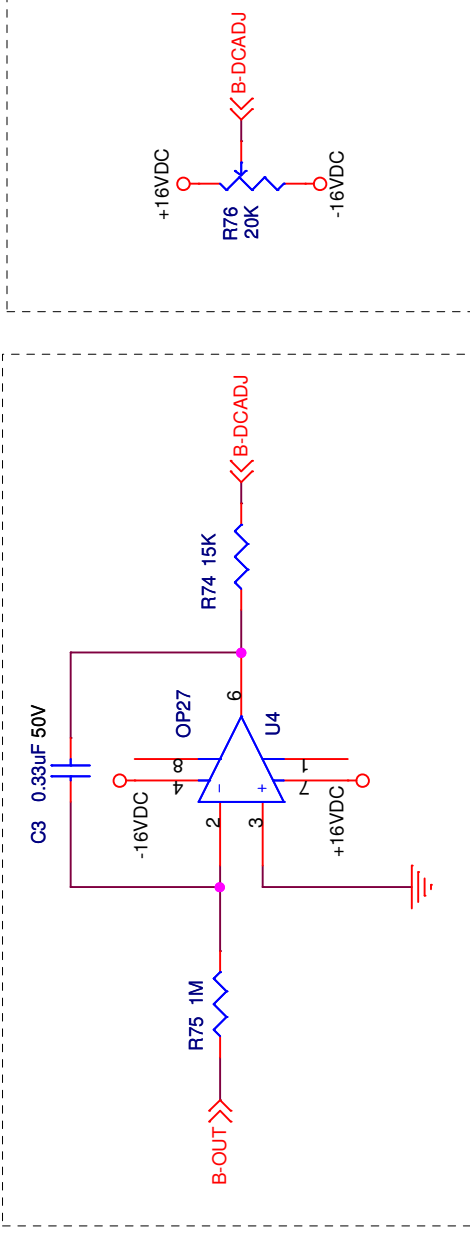 C3 0.33uF 50V
-16VDC
OP27
B-OUT
R75 1M
2
3
4
8
-
+
6
7
1
U4
R74 15K
B-DCADJ
+16VDC
+16VDC
R76
20K
B-DCADJ
-16VDC